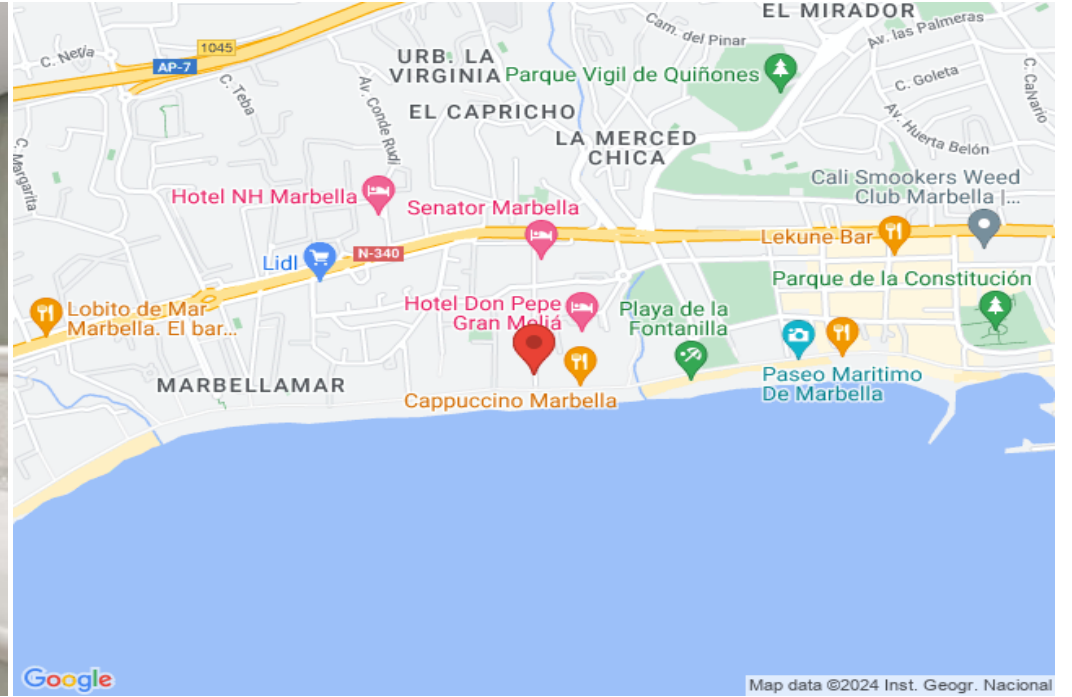 EL MIRADOR
C. Nerja
1045
AP-7
C. Teba
Av. Conde Rudi
URB. LA
VIRGINIA
Cam. del Pinar
Av. las Palmeras
Parque Vigil de Quiñones
C. Goleta
C. CaNario
EL CAPRICHO
LA MERCED
CHICA
Av. Huerta Belón
C. Margarita
Hotel NH Marbella
Senator Marbella
Cali Smookers Weed
Club Marbella |...
Lekune Bar
N-340
Lidl
Parque de la Constitución
Lobito de Mar
Marbella. El bar...
Hotel Don Pepe
Gran Meliá
Playa de la
Fontanilla
MARBELLAMAR
Cappuccino Marbella
Paseo Maritimo
De Marbella
Google
Map data ©2024 Inst. Geogr. Nacional